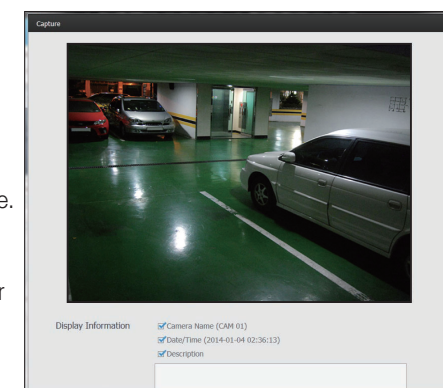 Capture
e.
r
Display Information
Camera Name (CAM 01)
Date/Time (2014-01-04 02:36:13)
Description